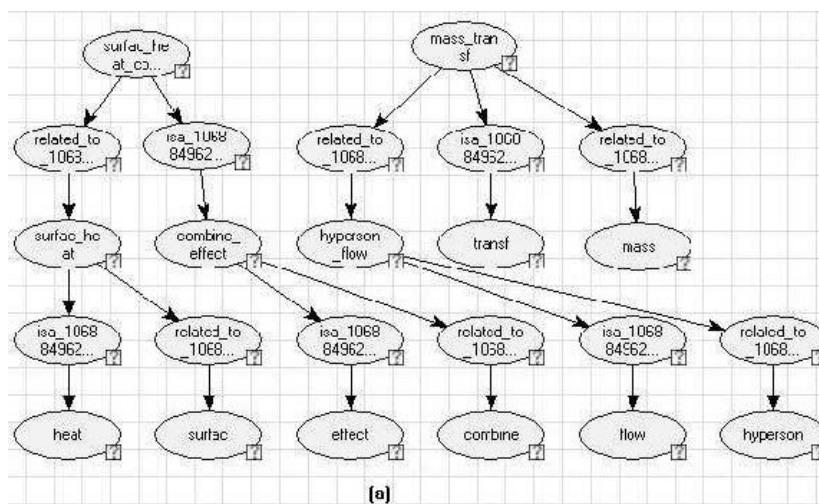 surfac_he
at_co...
mass_tran
sf
related_to
_1063...
isa_1068
84962...
related_to
_1068...
isa_1060
84962...
related_to
_1068...
surfac_he
at
combine_
effect
hyperson
_flow
transf
mass
isa_1068
84962...
related_to
_1068...
isa_1068
84962...
related_to
_1068...
isa_1068
84962...
related_to
_1068...
heat
surfac
effect
combine
flow
hyperson
(a)